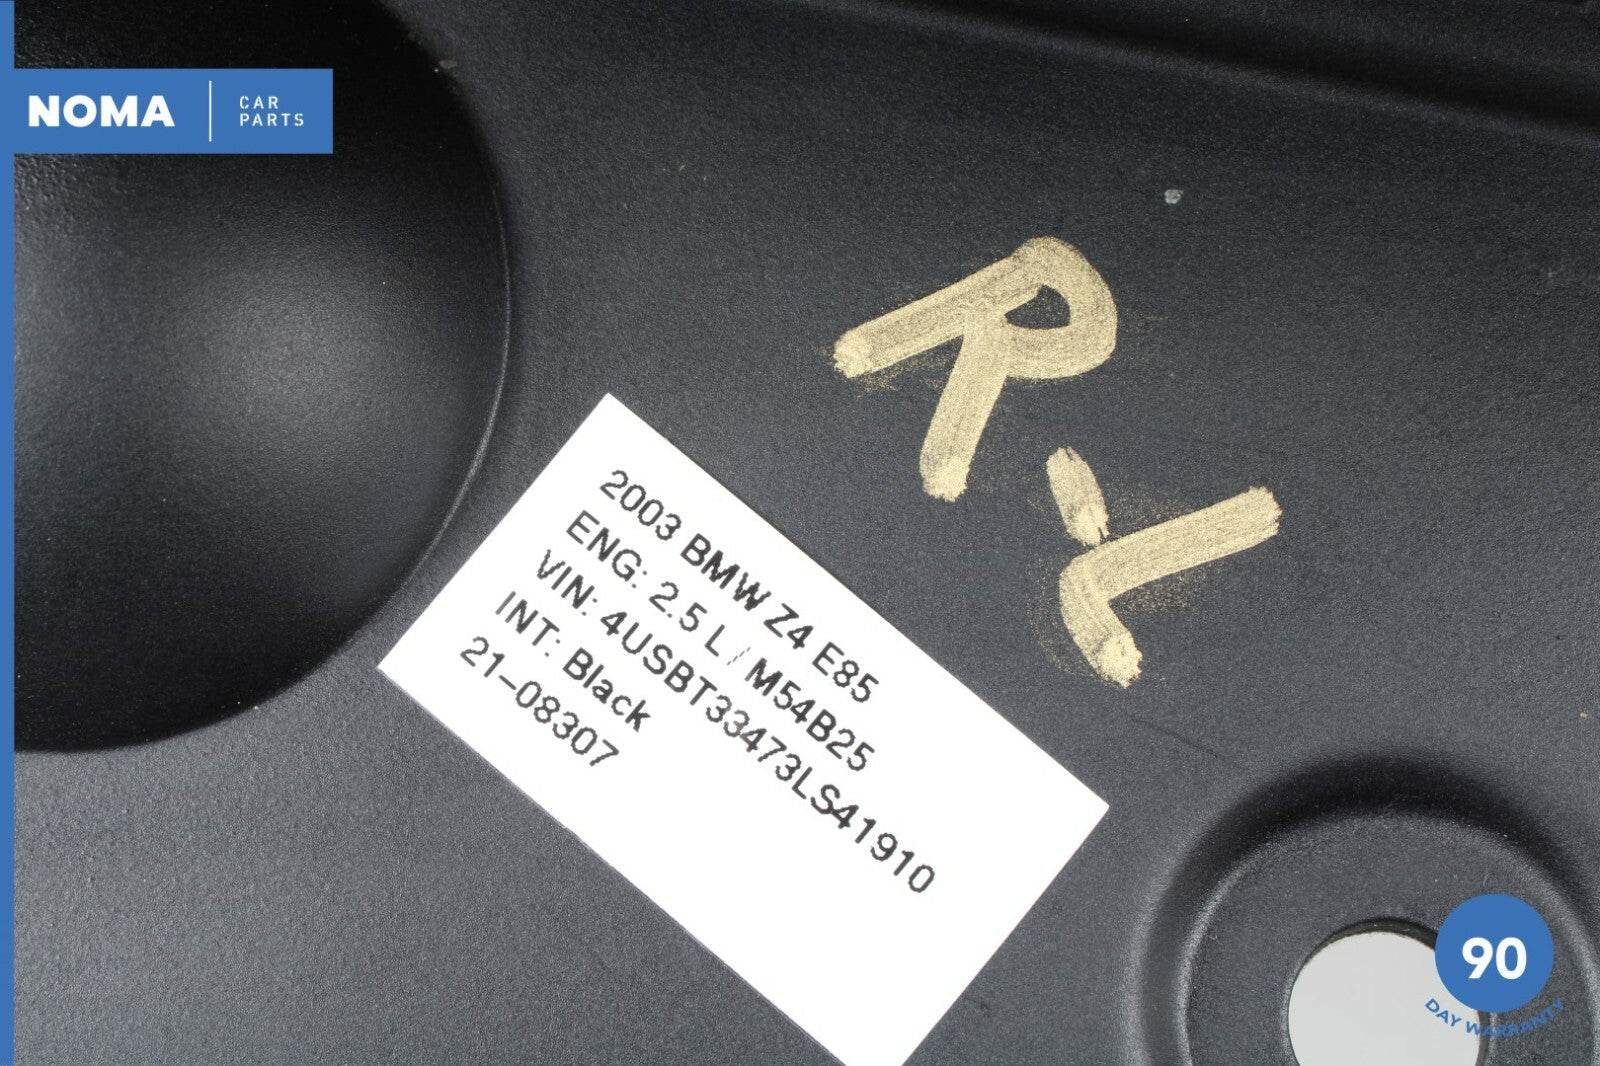 NOMA
CAR
PARTS
R-L
2003 BMW Z4 E85
ENG: 2.5 L / M54B25
VIN: 4USBT33473LS41910
INT: Black
21-08307
90
DAY WARRANTY